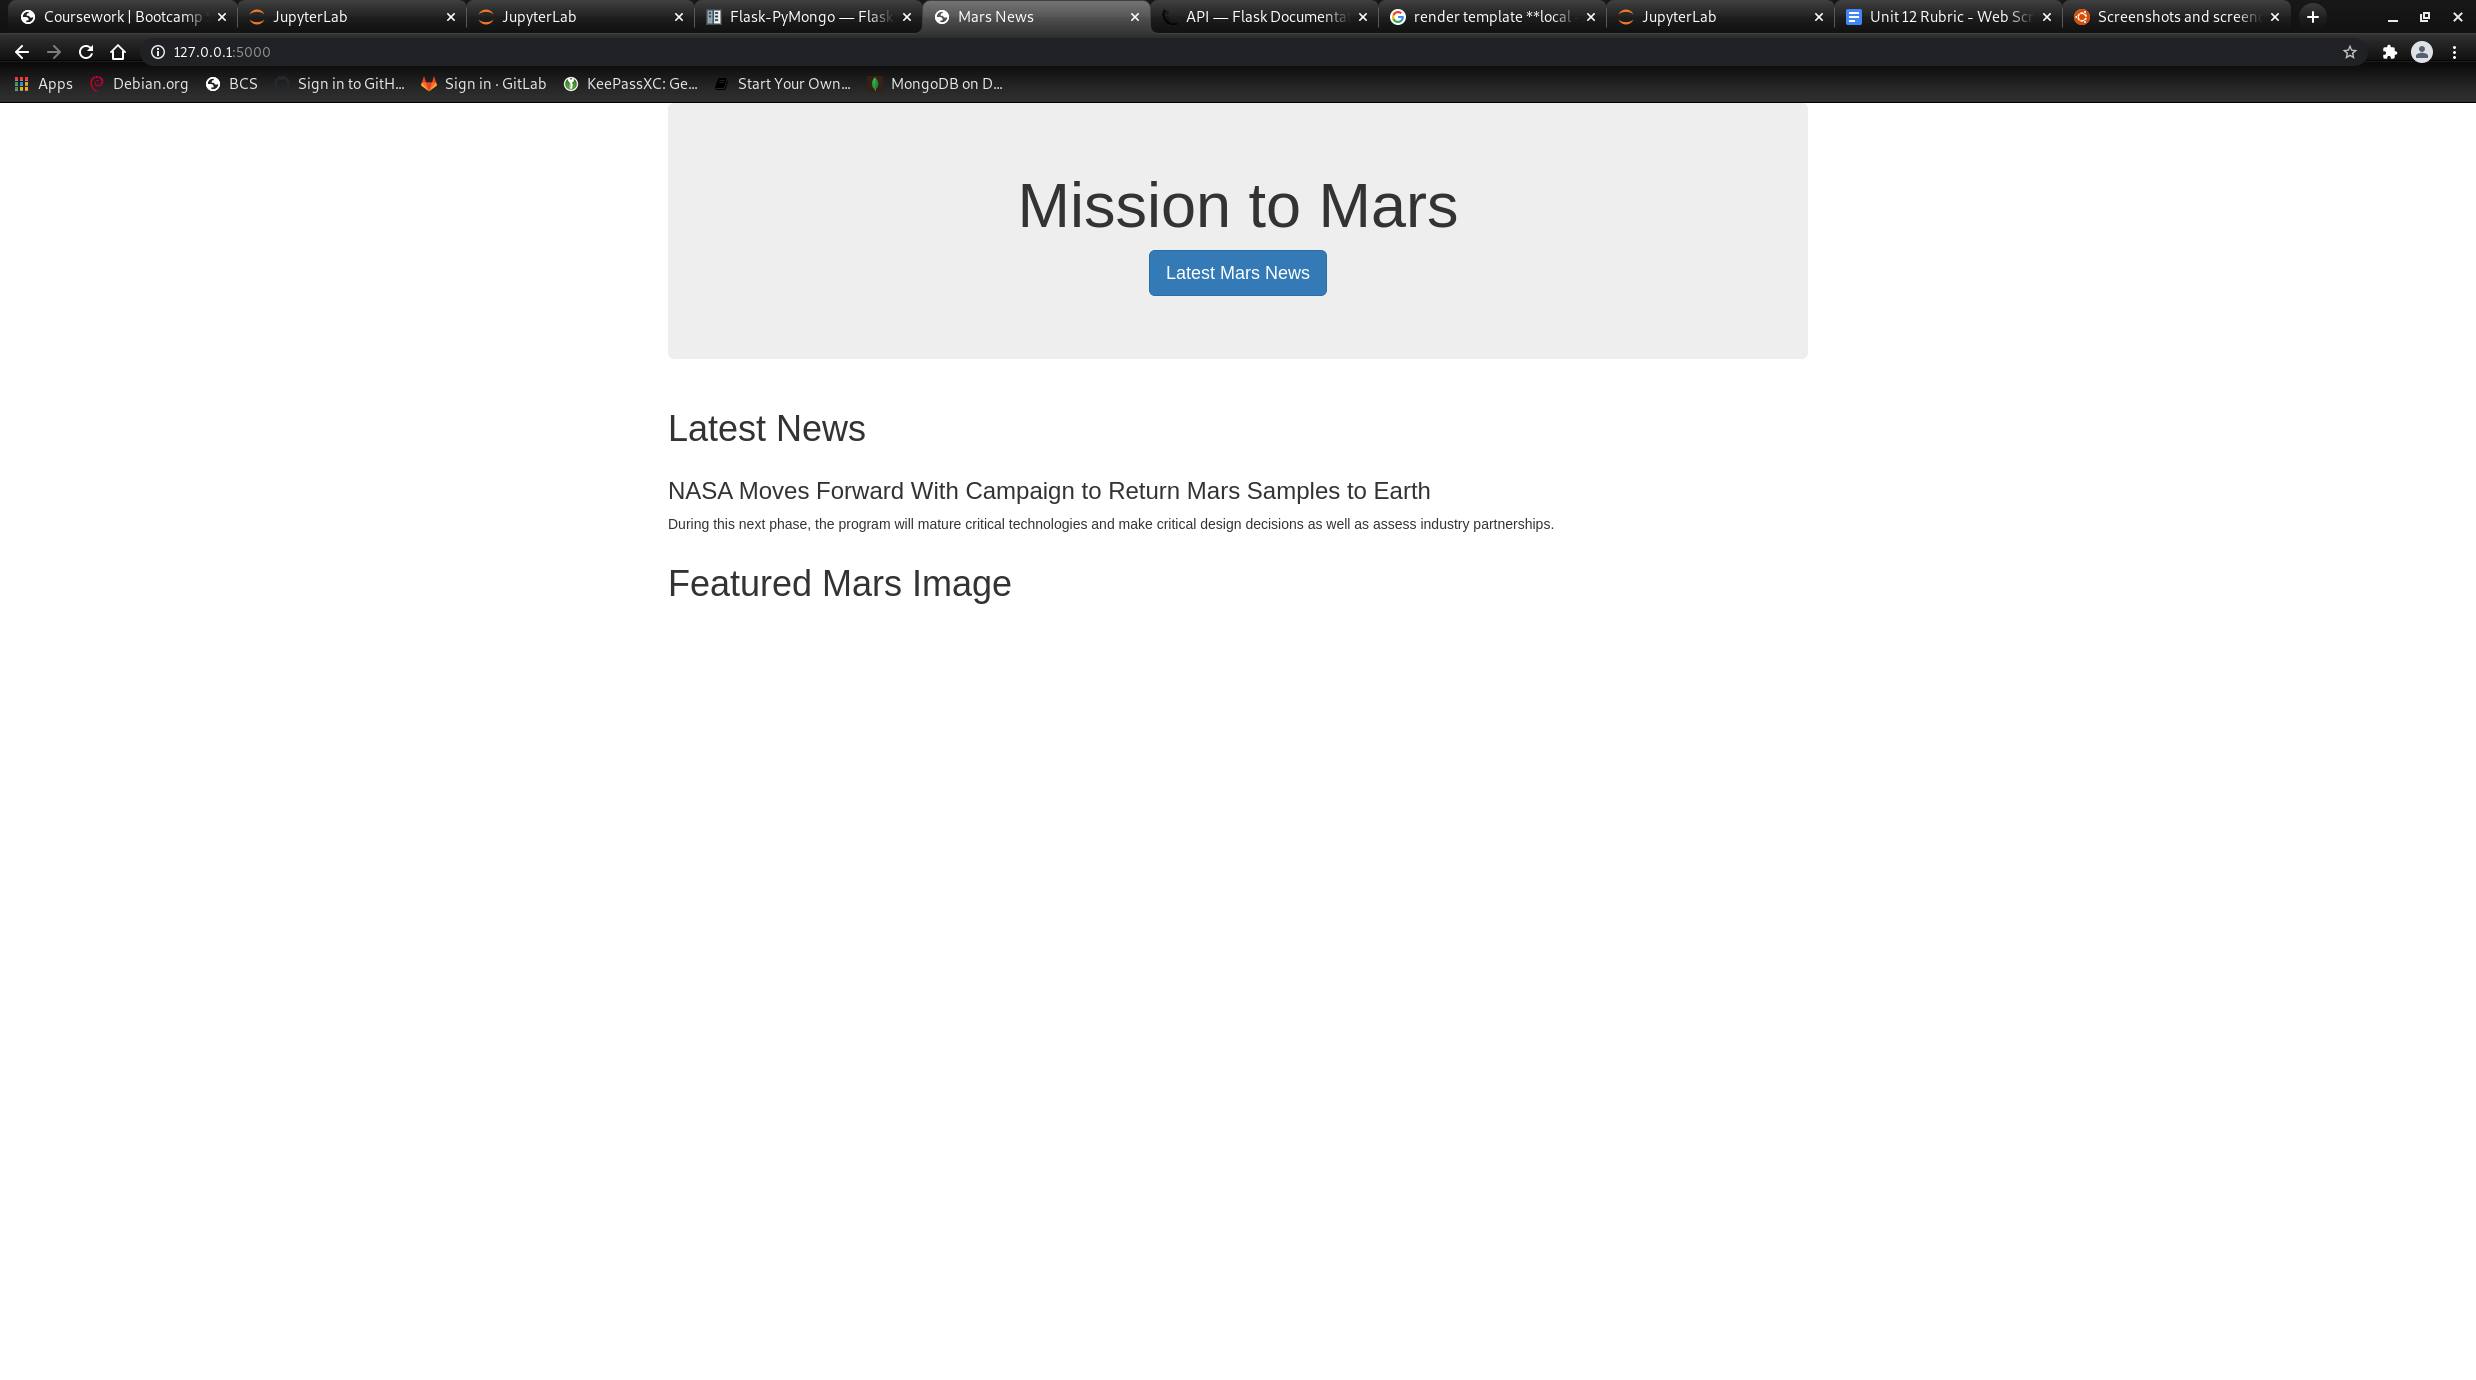 Coursework | Bootcamp
JupyterLab
JupyterLab
Flask-PyMongo — Flask
Mars News
API — Flask Documentat
render template **local
JupyterLab
Unit 12 Rubric - Web Scr
Screenshots and screenc
127.0.0.1:5000
Apps
Debian.org
BCS
Sign in to GitH...
Sign in · GitLab
KeePassXC: Ge...
Start Your Own...
MongoDB on D...
Mission to Mars
Latest Mars News
Latest News
NASA Moves Forward With Campaign to Return Mars Samples to Earth
During this next phase, the program will mature critical technologies and make critical design decisions as well as assess industry partnerships.
Featured Mars Image